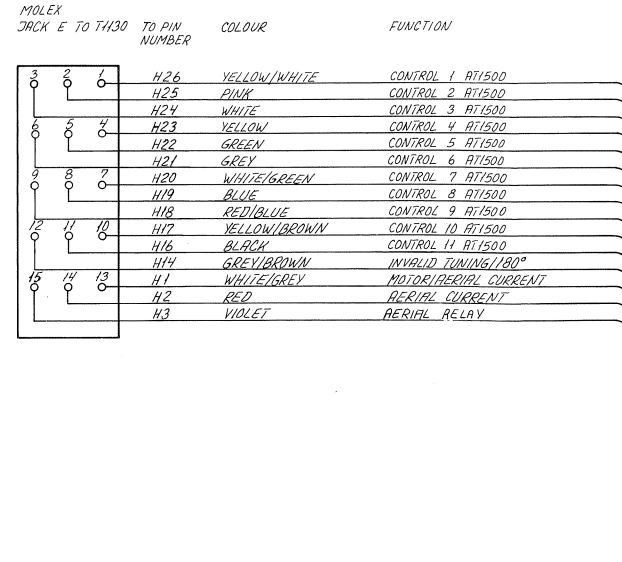 MOLEX
JACK E TO TH30 TO PIN NUMBER COLOUR FUNCTION
3 2 1 H26 YELLOW/WHITE CONTROL 1 AT1500
H25 PINK CONTROL 2 AT1500
H24 WHITE CONTROL 3 AT1500
6 5 4 H23 YELLOW CONTROL 4 AT1500
H22 GREEN CONTROL 5 AT1500
H21 GREY CONTROL 6 AT1500
9 8 7 H20 WHITE/GREEN CONTROL 7 AT1500
H19 BLUE CONTROL 8 AT1500
H18 RED/BLUE CONTROL 9 AT1500
12 11 10 H17 YELLOW/BROWN CONTROL 10 AT1500
H16 BLACK CONTROL 11 AT1500
H14 GREY/BROWN INVALID TUNING/180°
15 14 13 H1 WHITE/GREY MOTOR/AERIAL CURRENT
H2 RED AERIAL CURRENT
H3 VIOLET AERIAL RELAY